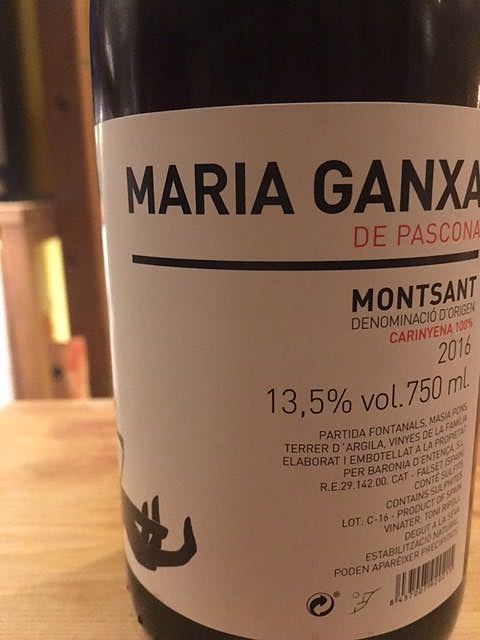 MARIA GANXA
DE PASCONA
MONTSANT
DENOMINACIÓ D'ORIGEN
CARINYENA 100%
2016
13,5% vol.750 ml.
PARTIDA FONTANALS, MASIA PONS,
TERRER D'ARGILA, VINYES DE LA FAMÍLIA
ELABORAT I EMBOTELLAT A LA PROPIETAT
PER BARONIA D'ENTENÇA, S.L.
R.E.29.142.00. CAT - FALSET (SPAIN)
CONTÉ SULFITS
CONTAINS SULPHITES
LOT: C-16 - PRODUCT OF SPAIN
VINATER: TONI RIPOLL
DEGUT A LA SEVA
ESTABILITZACIÓ NATURAL
PODEN APARÈIXER PRECIPITATS